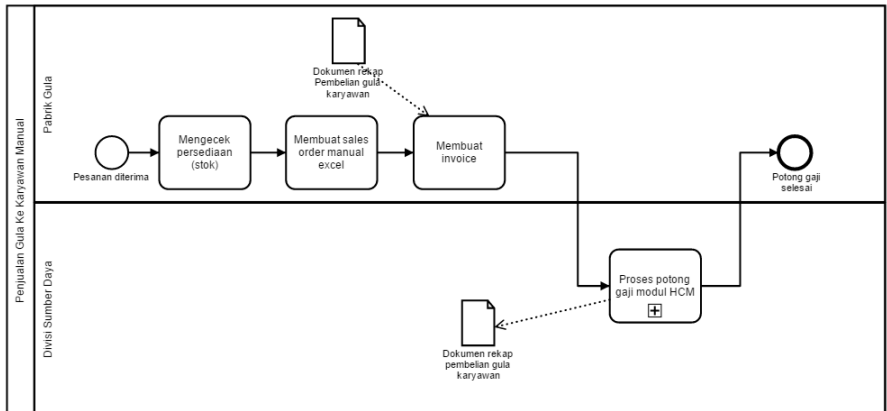 Penjualan Gula Ke Karyawan Manual
Pabrik Gula
Dokumen rekap
Pembelian gula
karyawan
Pesanan diterima
Mengecek
persediaan
(stok)
Membuat sales
order manual
excel
Membuat
invoice
Potong gaji
selesai
Divisi Sumber Daya
Proses potong
gaji modul HCM
Dokumen rekap
pembelian gula
karyawan